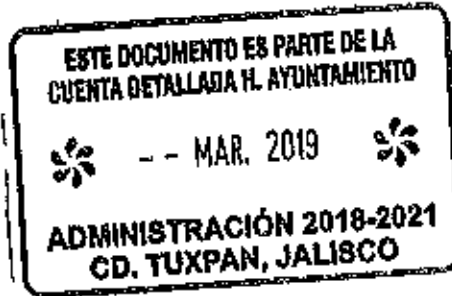 ESTE DOCUMENTO ES PARTE DE LA
CUENTA DETALLADA H. AYUNTAMIENTO
- - MAR. 2019
ADMINISTRACIÓN 2018-2021
CD. TUXPAN, JALISCO